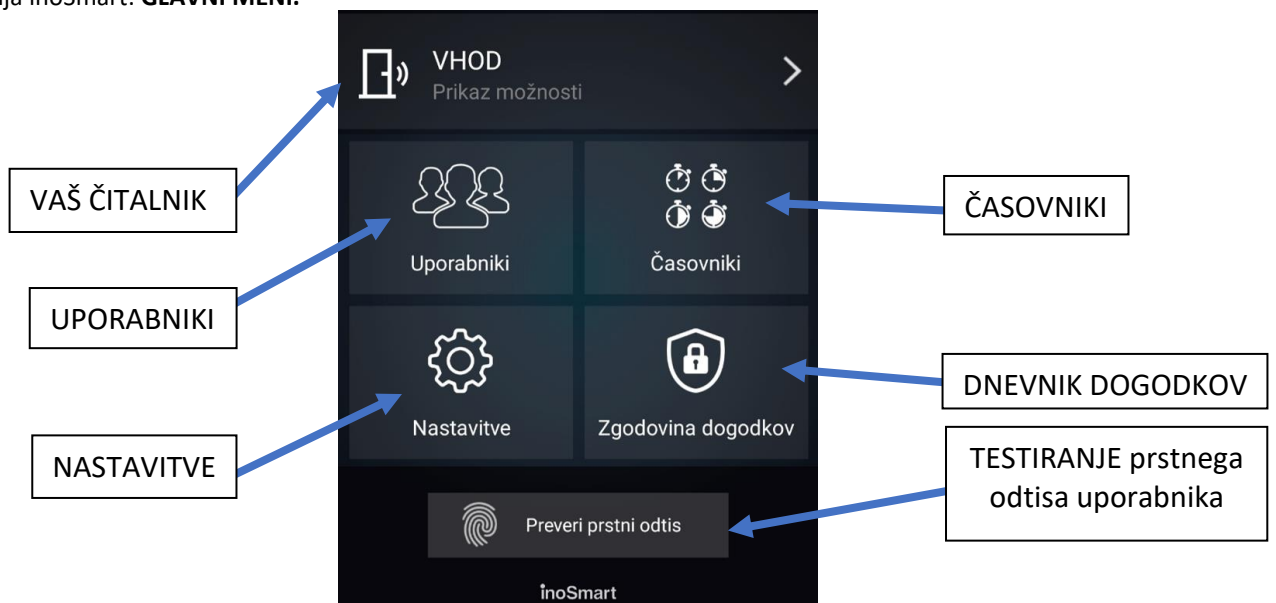 inoSmart: GLAVNI MENI.
VHOD
Prikaz možnosti
VAŠ ČITALNIK
ČASOVNIKI
Uporabniki
Časovniki
UPORABNIKI
DNEVNIK DOGODKOV
Nastavitve
Zgodovina dogodkov
NASTAVITVE
TESTIRANJE prstnega
odtisa uporabnika
Preveri prstni odtis
inoSmart